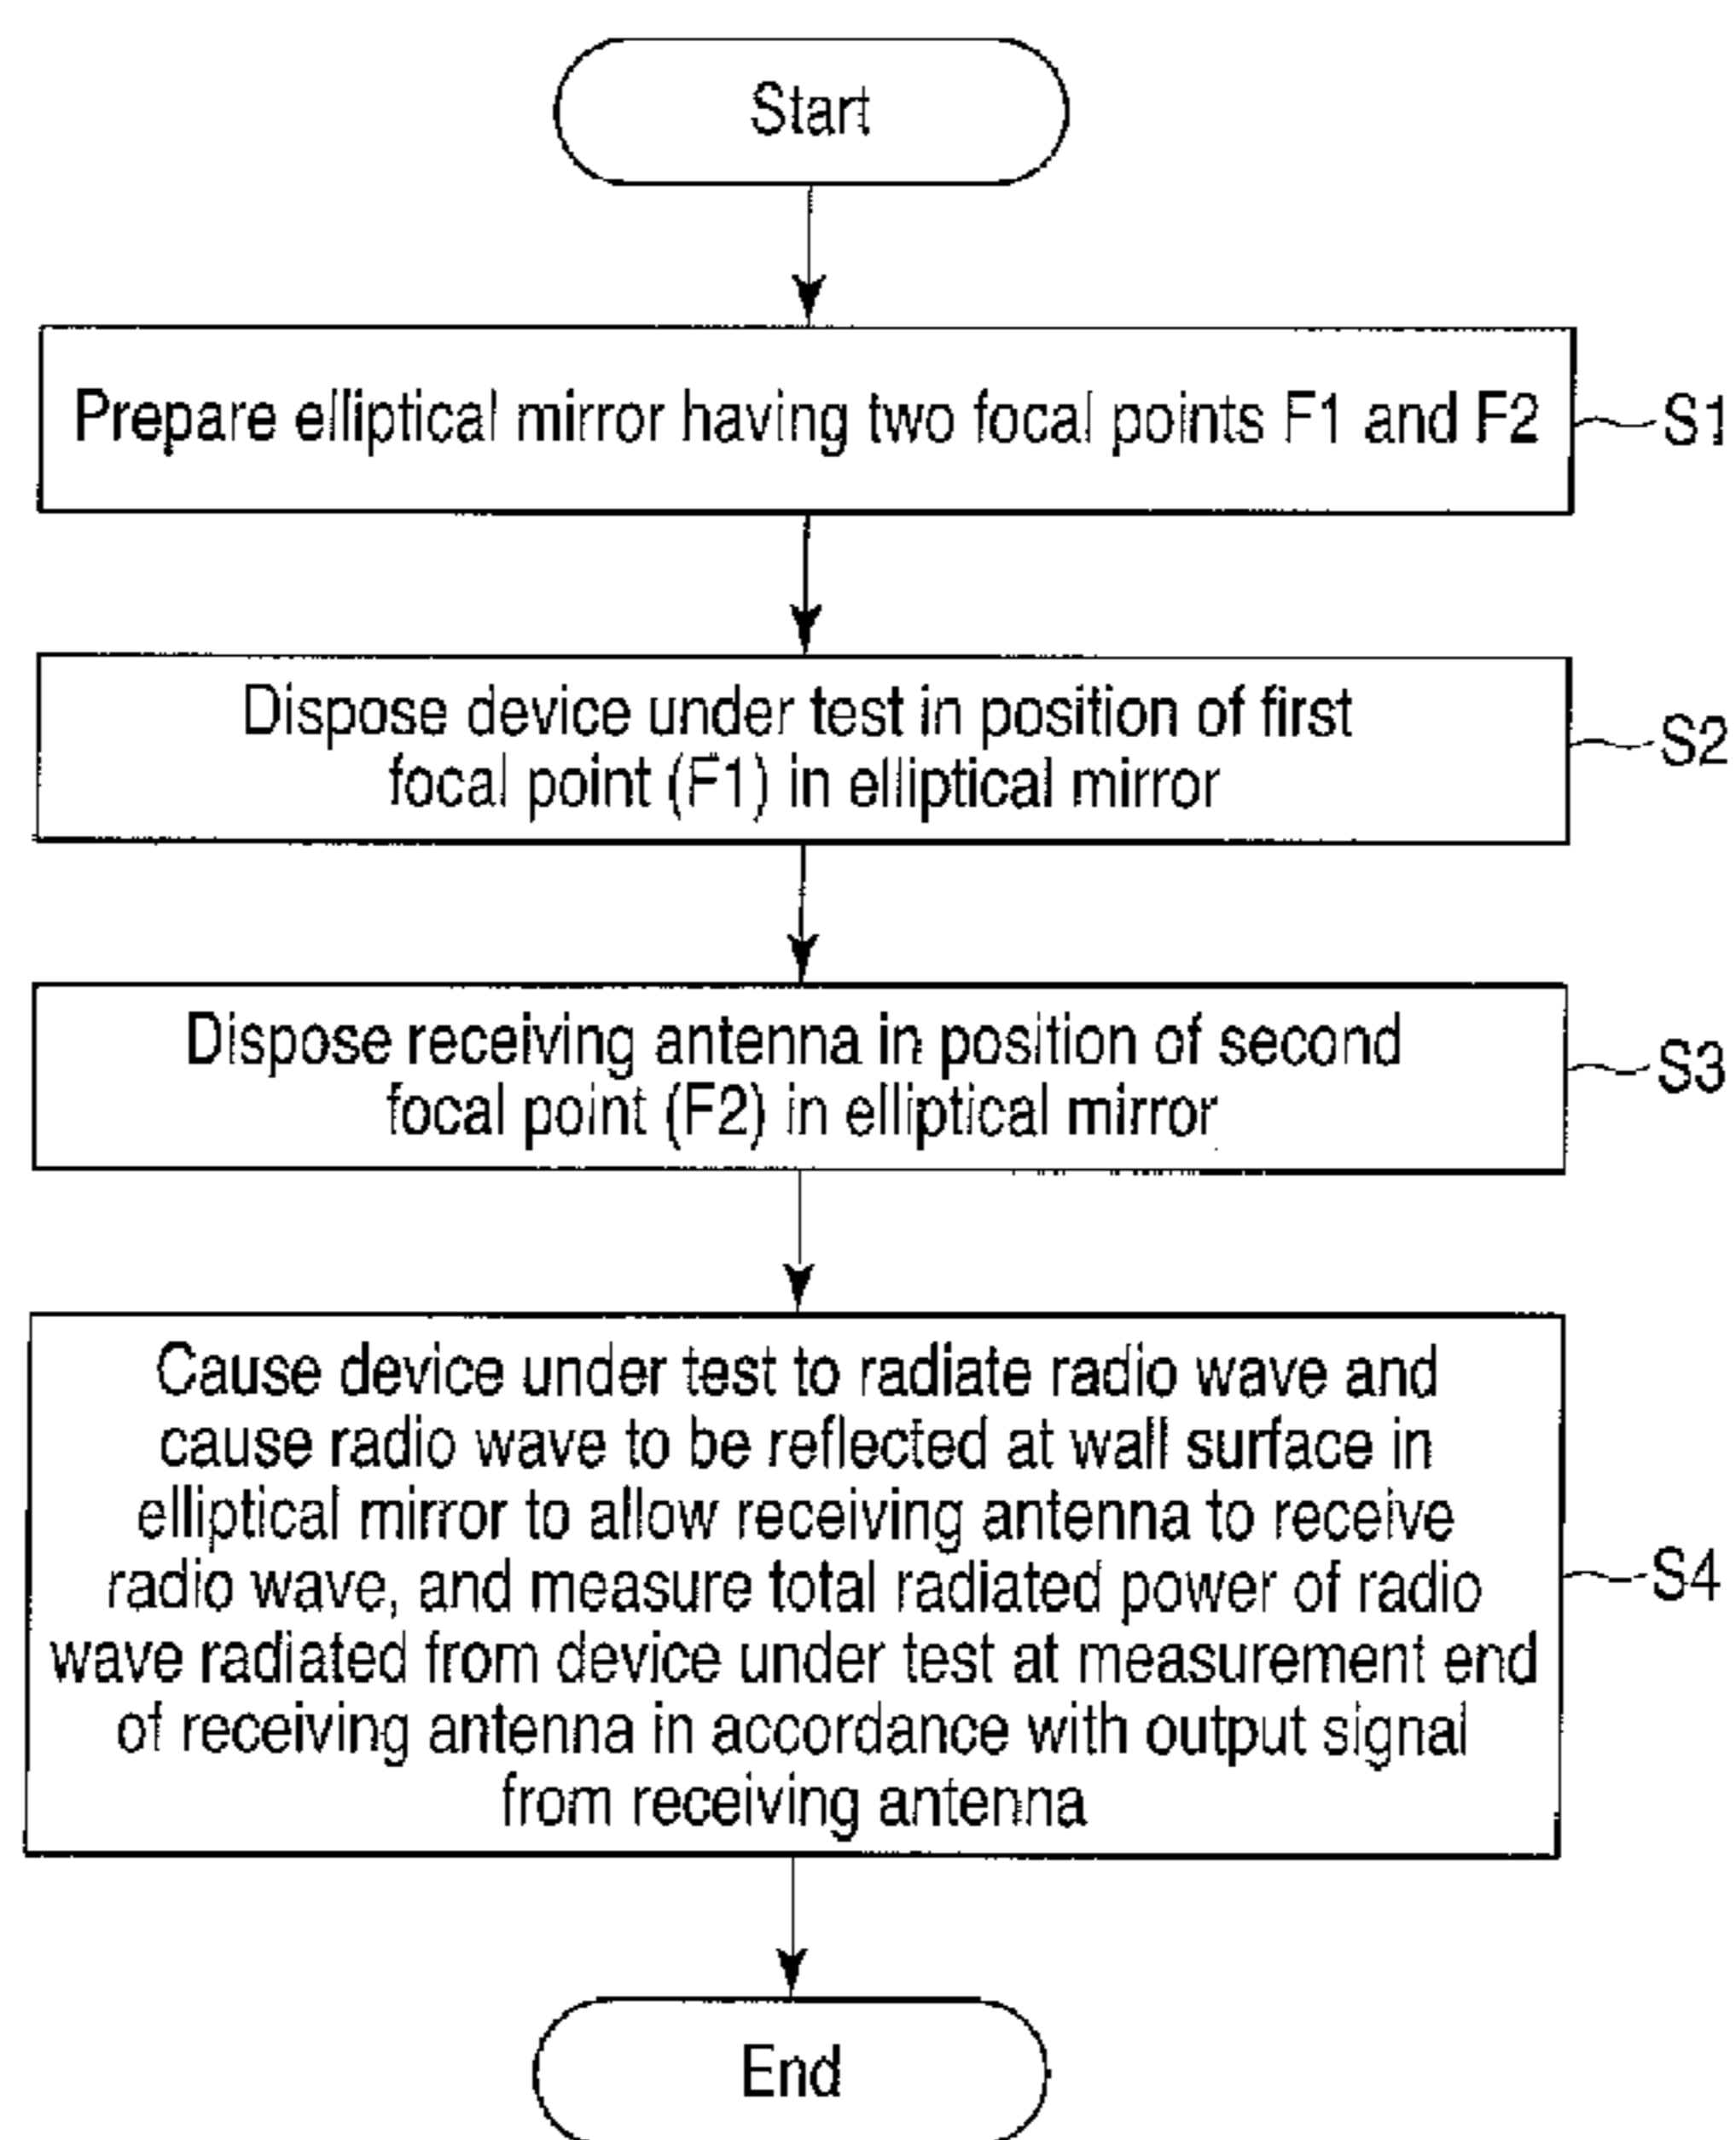 Start
Prepare elliptical mirror having two focal points F1 and F2
S1
Dispose device under test in position of first
focal point (F1) in elliptical mirror
S2
Dispose receiving antenna in position of second
focal point (F2) in elliptical mirror
S3
Cause device under test to radiate radio wave and
cause radio wave to be reflected at wall surface in
elliptical mirror to allow receiving antenna to receive
radio wave, and measure total radiated power of radio
wave radiated from device under test at measurement end
of receiving antenna in accordance with output signal
from receiving antenna
S4
End